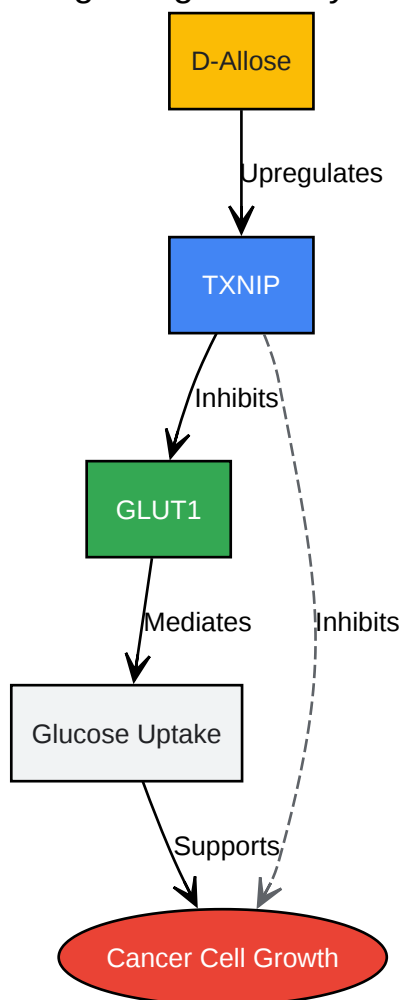 D-Allose
Upregulates
TXNIP
Inhibits
GLUT1
Mediates
Inhibits
Glucose Uptake
Supports
Cancer Cell Growth